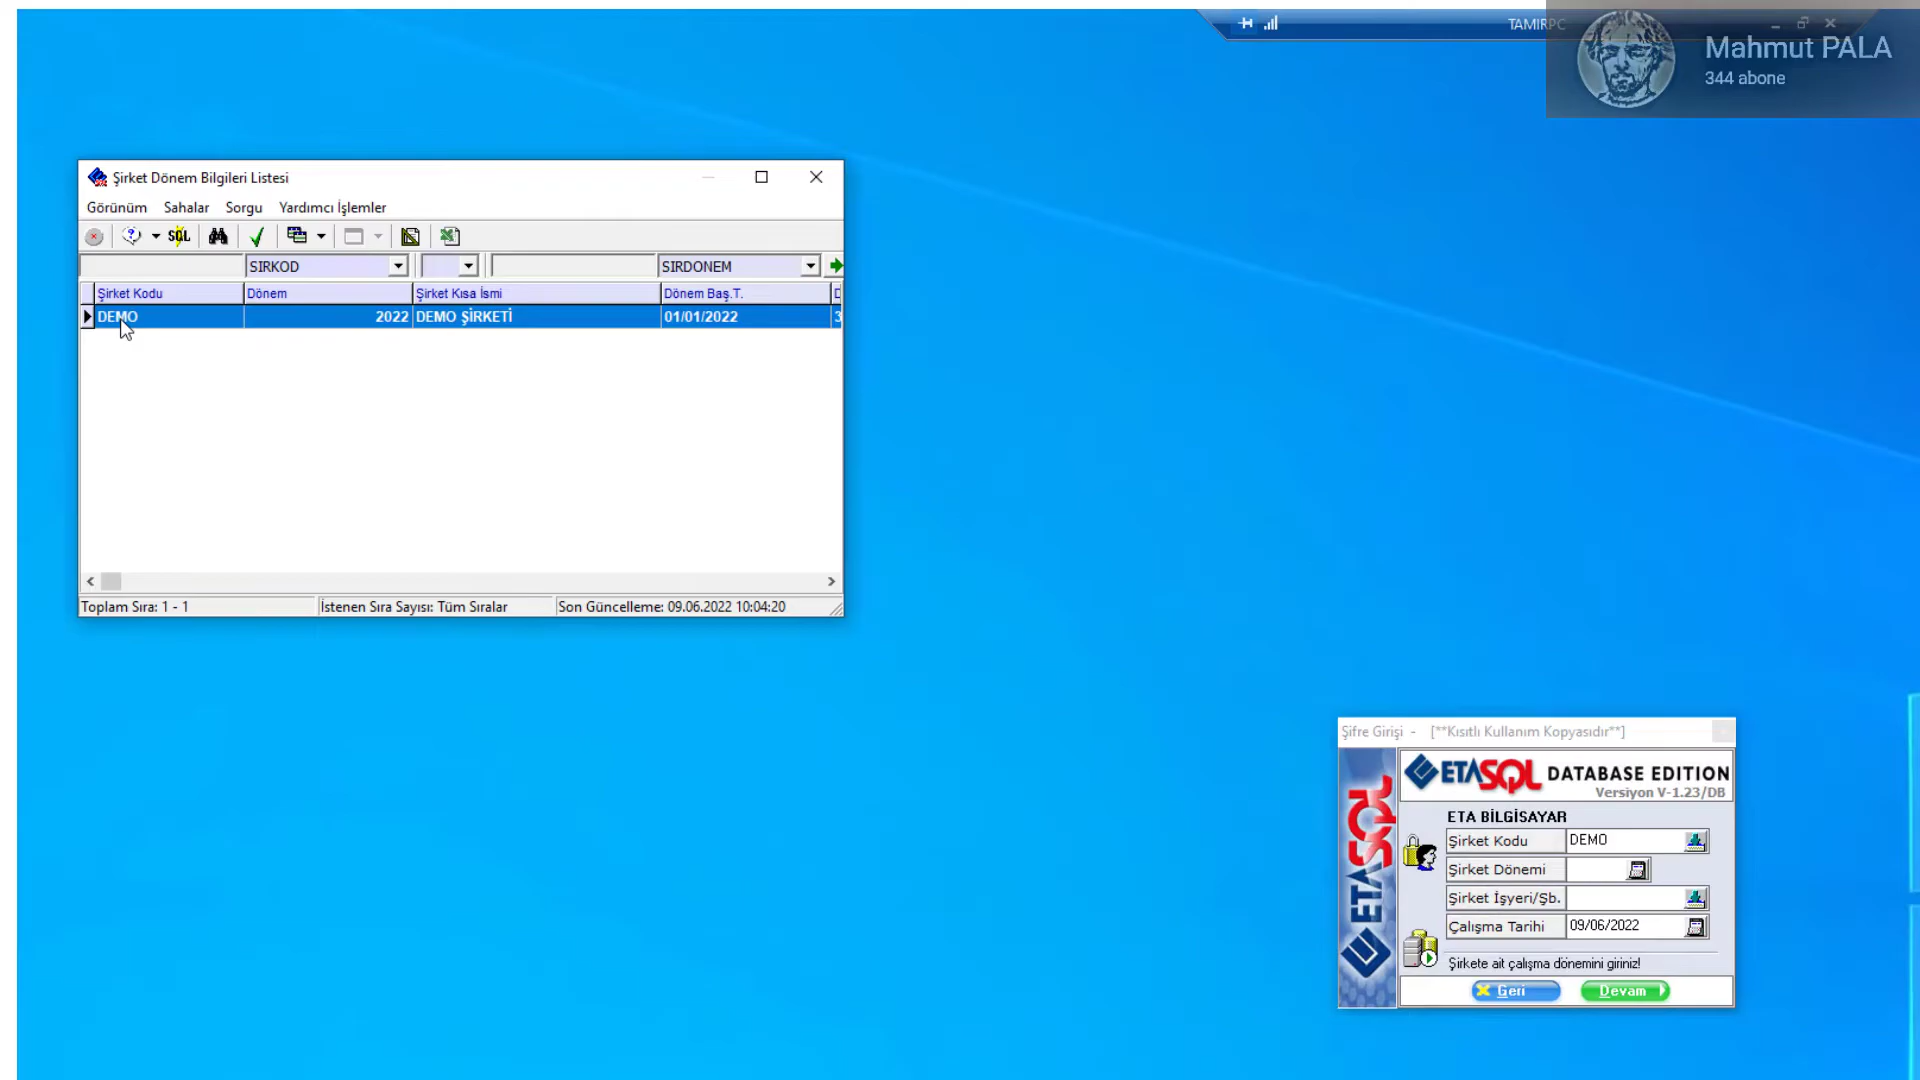 TAMIRPC
Mahmut PALA
344 abone
Şirket Dönem Bilgileri Listesi
Görünüm Sahalar Sorgu Yardımcı İşlemler
SQL
SIRKOD SIRDONEM
Şirket Kodu Dönem Şirket Kısa İsmi Dönem Baş.T. D
DEMO 2022 DEMO ŞİRKETİ 01/01/2022 3
Toplam Sıra: 1 - 1 İstenen Sıra Sayısı: Tüm Sıralar Son Güncelleme: 09.06.2022 10:04:20
Şifre Girişi - [**Kısıtlı Kullanım Kopyasıdır**]
ETASQL
ETASQL DATABASE EDITION
Versiyon V-1.23/DB
ETA BİLGİSAYAR
Şirket Kodu DEMO
Şirket Dönemi
Şirket İşyeri/Şb.
Çalışma Tarihi 09/06/2022
Şirkete ait çalışma dönemini giriniz!
Geri Devam